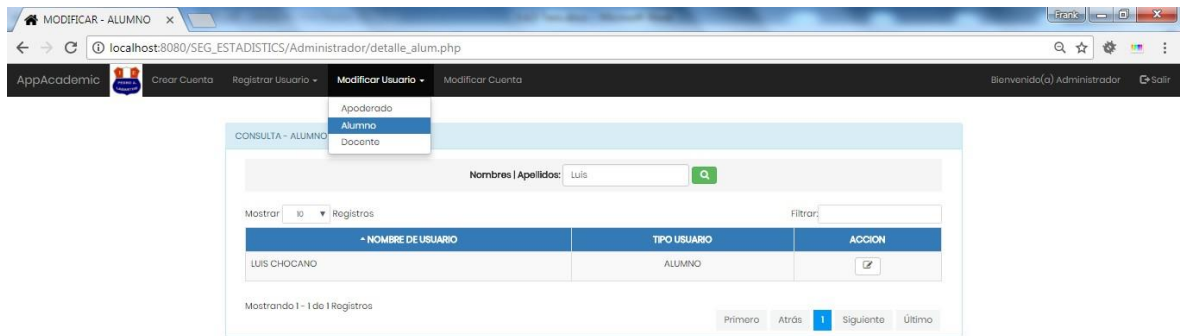 MODIFICAR - ALUMNO
Frank
localhost:8080/SEG_ESTADISTICS/Administrador/detalle_alum.php
AppAcademic Crear Cuenta Registrar Usuario Modificar Usuario Modificar Cuenta Bienvenido(a) Administrador Salir
Apoderado
Alumno
Docente
CONSULTA - ALUMNO
Nombres | Apellidos: Luis
Mostrar 10 Registros Filtrar:
NOMBRE DE USUARIO TIPO USUARIO ACCION
LUIS CHOCANO ALUMNO
Mostrando 1 - 1 de 1 Registros
Primero Atrás 1 Siguiente Último